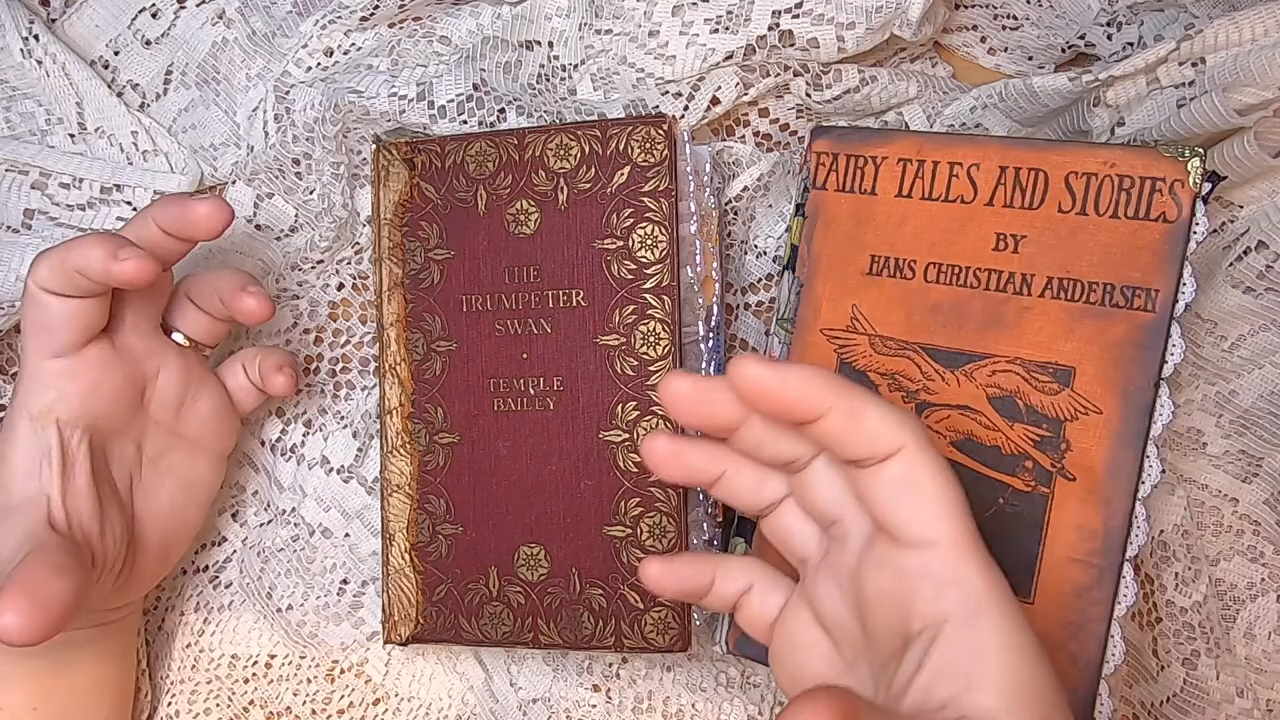 THE
TRUMPETER
SWAN
TEMPLE
BAILEY
FAIRY TALES AND STORIES
BY
HANS CHRISTIAN ANDERSEN